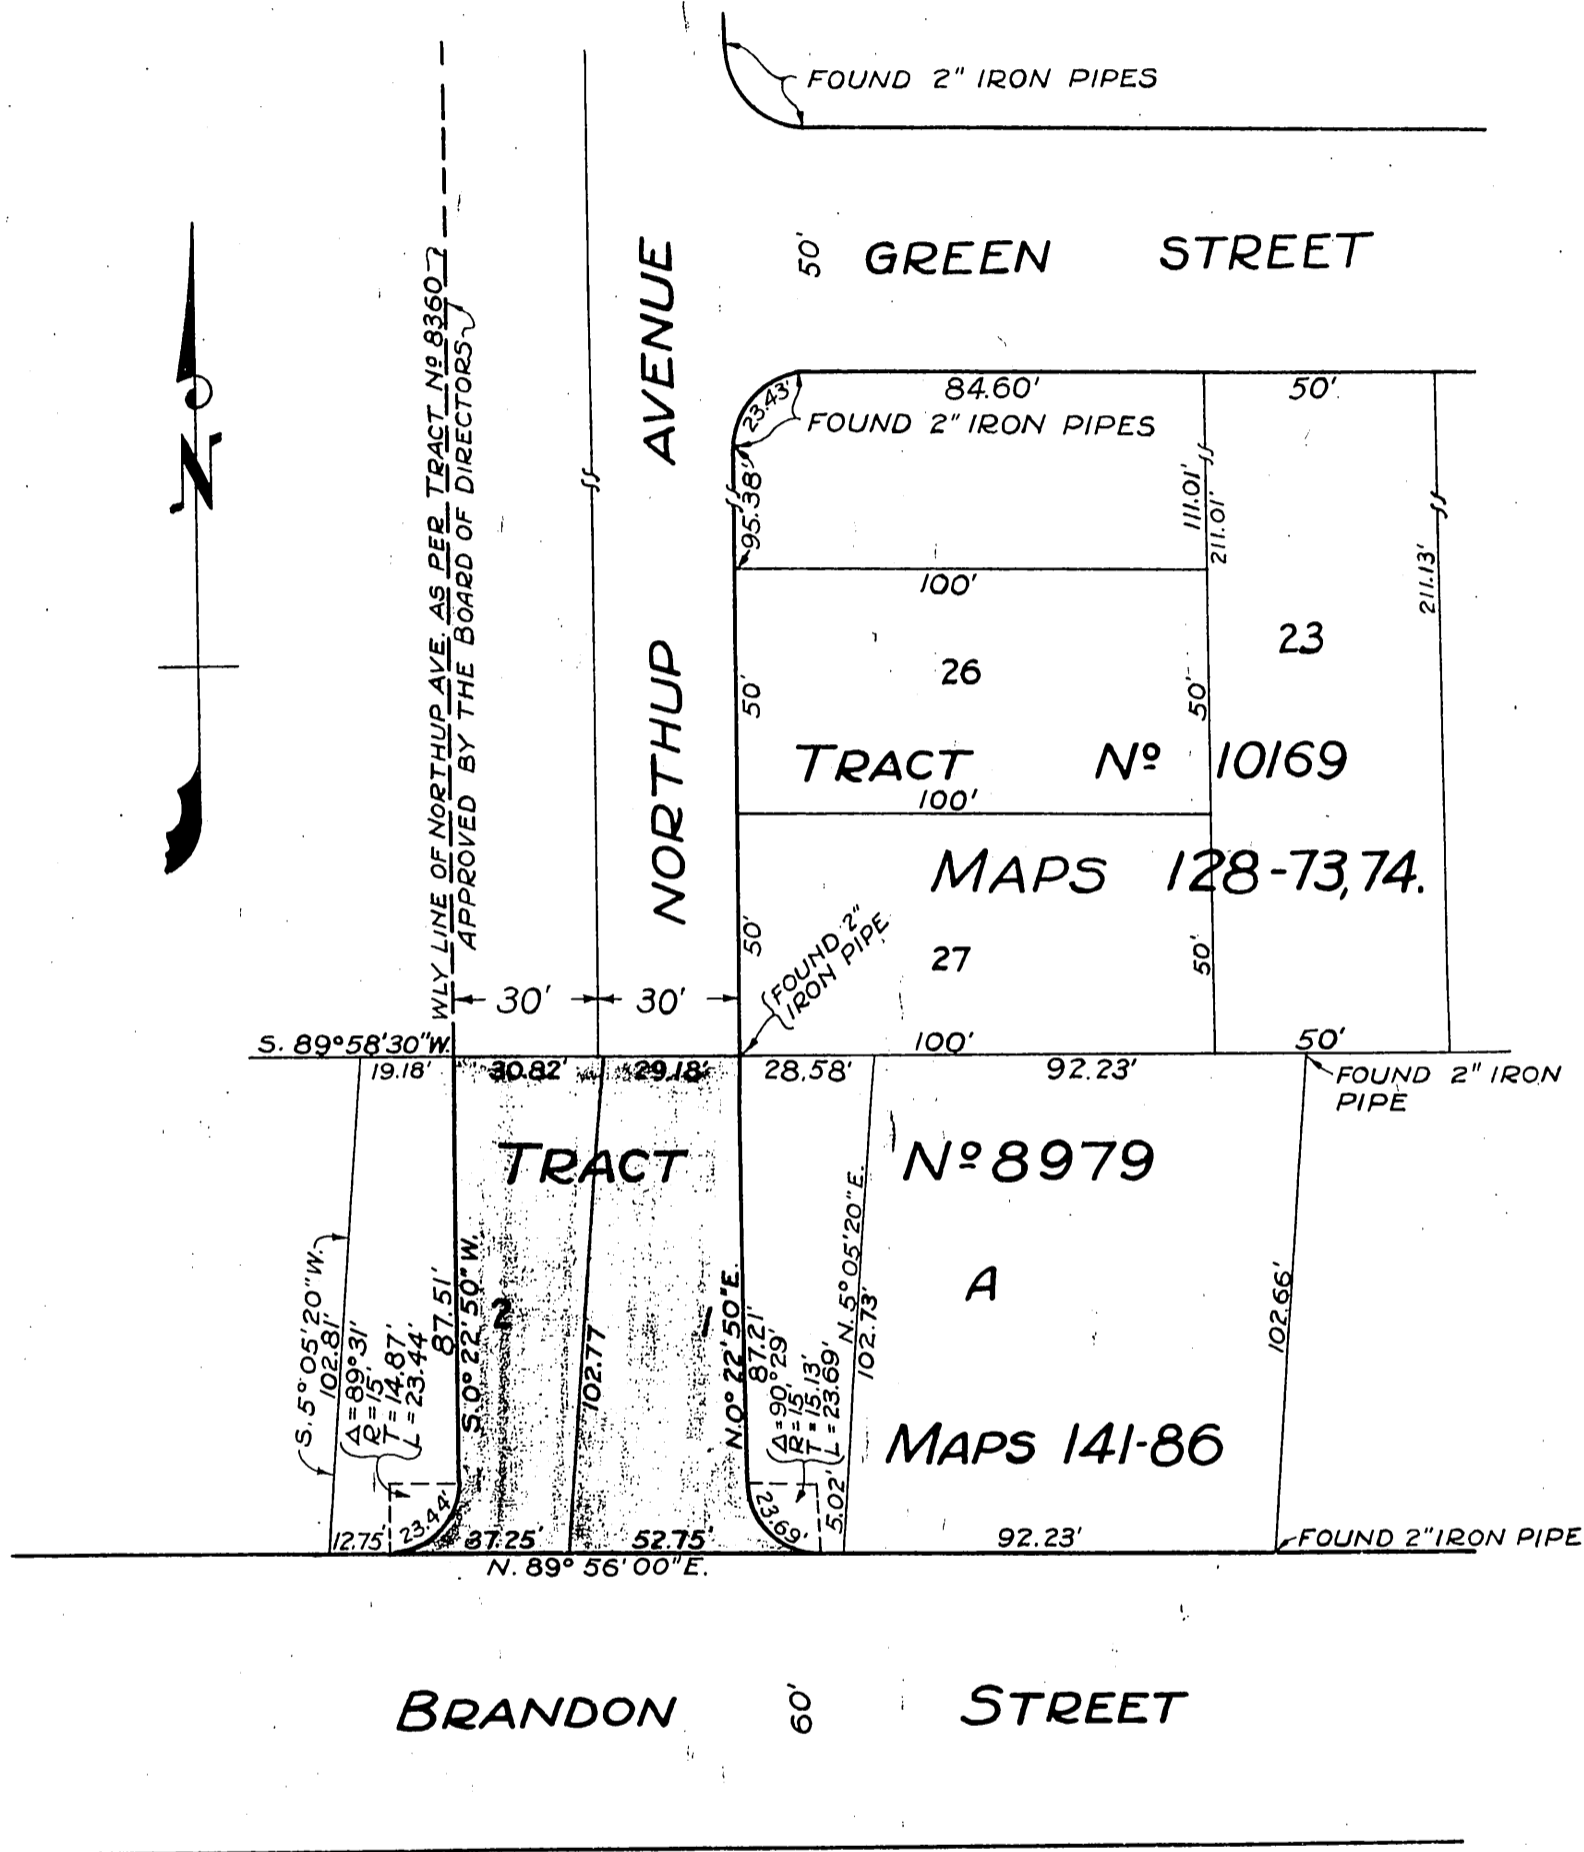 FOUND 2" IRON PIPES
50'
GREEN STREET
NORTHUP AVENUE
WLY LINE OF NORTHUP AVE. AS PER TRACT Nº 8360
APPROVED BY THE BOARD OF DIRECTORS
N
84.60'
50'.
23.43'
FOUND 2" IRON PIPES
95.38'
111.01'
211.01'
211.13'
100'
23
26
50'
50'
TRACT Nº 10169
100'
MAPS 128-73,74.
50'
FOUND 2"
IRON PIPE
27
50'
30'
30'
S. 89°58'30"W.
100'
50'
19.18'
30.82'
29.18'
28.58'
92.23'
FOUND 2" IRON
PIPE
TRACT Nº 8979
S. 5° 05' 20" W.
102.81'
Δ=89°31'
R=15'
T=14.87'
L=23.44'
87.51'
S. 0° 22' 50" W.
2
102.77
1
N. 0° 22' 50" E.
87.21'
Δ=90°29'
R=15'
T=15.13'
L=23.69'
N. 5° 05' 20" E.
102.73'
A
102.66'
MAPS 141-86
5.02'
12.75'
23.44'
37.25'
52.75'
23.69'
92.23'
FOUND 2" IRON PIPE
N. 89° 56' 00" E.
BRANDON STREET
60'